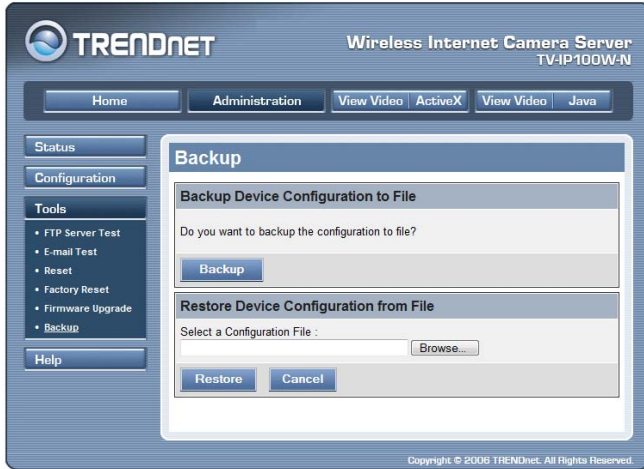 TRENDNET
Wireless Internet Camera Server
TV-IP100W-N
Home
Administration
View Video ActiveX
View Video Java
Status
Configuration
Tools
• FTP Server Test
• E-mail Test
• Reset
• Factory Reset
• Firmware Upgrade
• Backup
Help
Backup
Backup Device Configuration to File
Do you want to backup the configuration to file?
Backup
Restore Device Configuration from File
Select a Configuration File :
Browse...
Restore Cancel
Copyright © 2006 TRENDnet. All Rights Reserved.